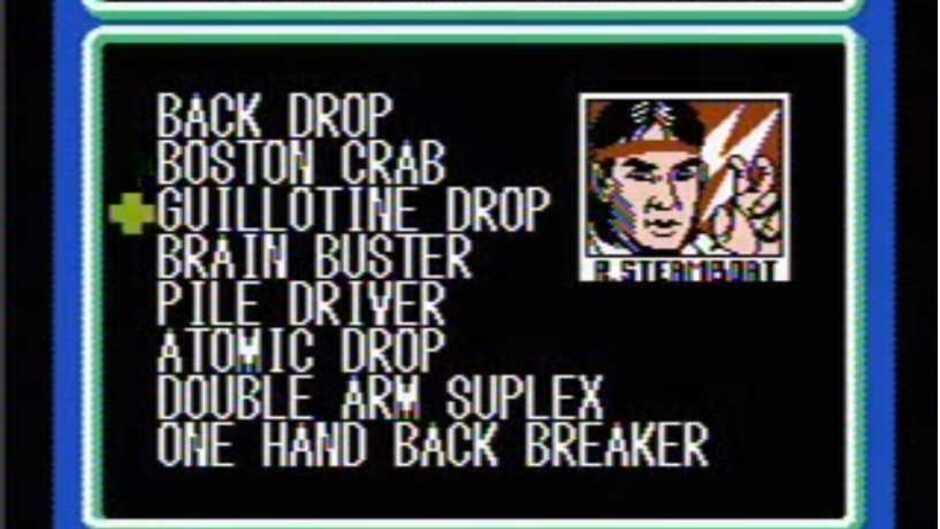 BACK DROP
BOSTON CRAB
GUILLOTINE DROP
BRAIN BUSTER
PILE DRIVER
ATOMIC DROP
DOUBLE ARM SUPLEX
ONE HAND BACK BREAKER
R.STEAMBOAT